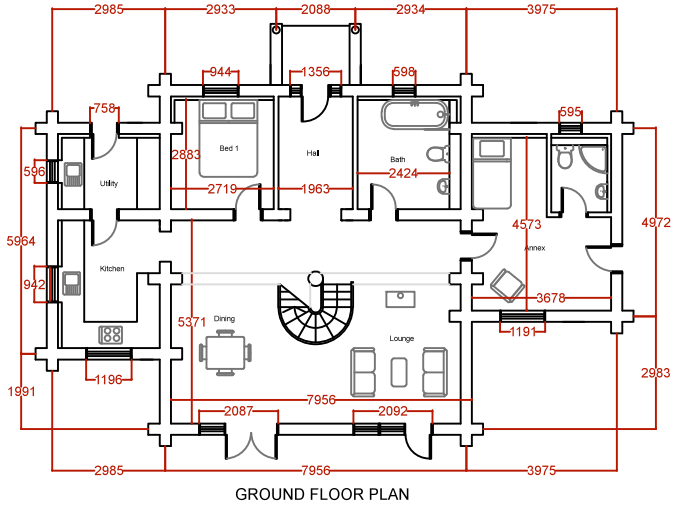 2985 2933 2088 2934 3975
944 1356 598
758 595
Bed 1 Hall Bath
2883
596 Utility
2424
2719 1963
4573 4972
5964 Annex
Kitchen
942 3678
5371
Dining 1191
Lounge
1196 2983
1991 7956
2087 2092
2985 7956 3975
GROUND FLOOR PLAN